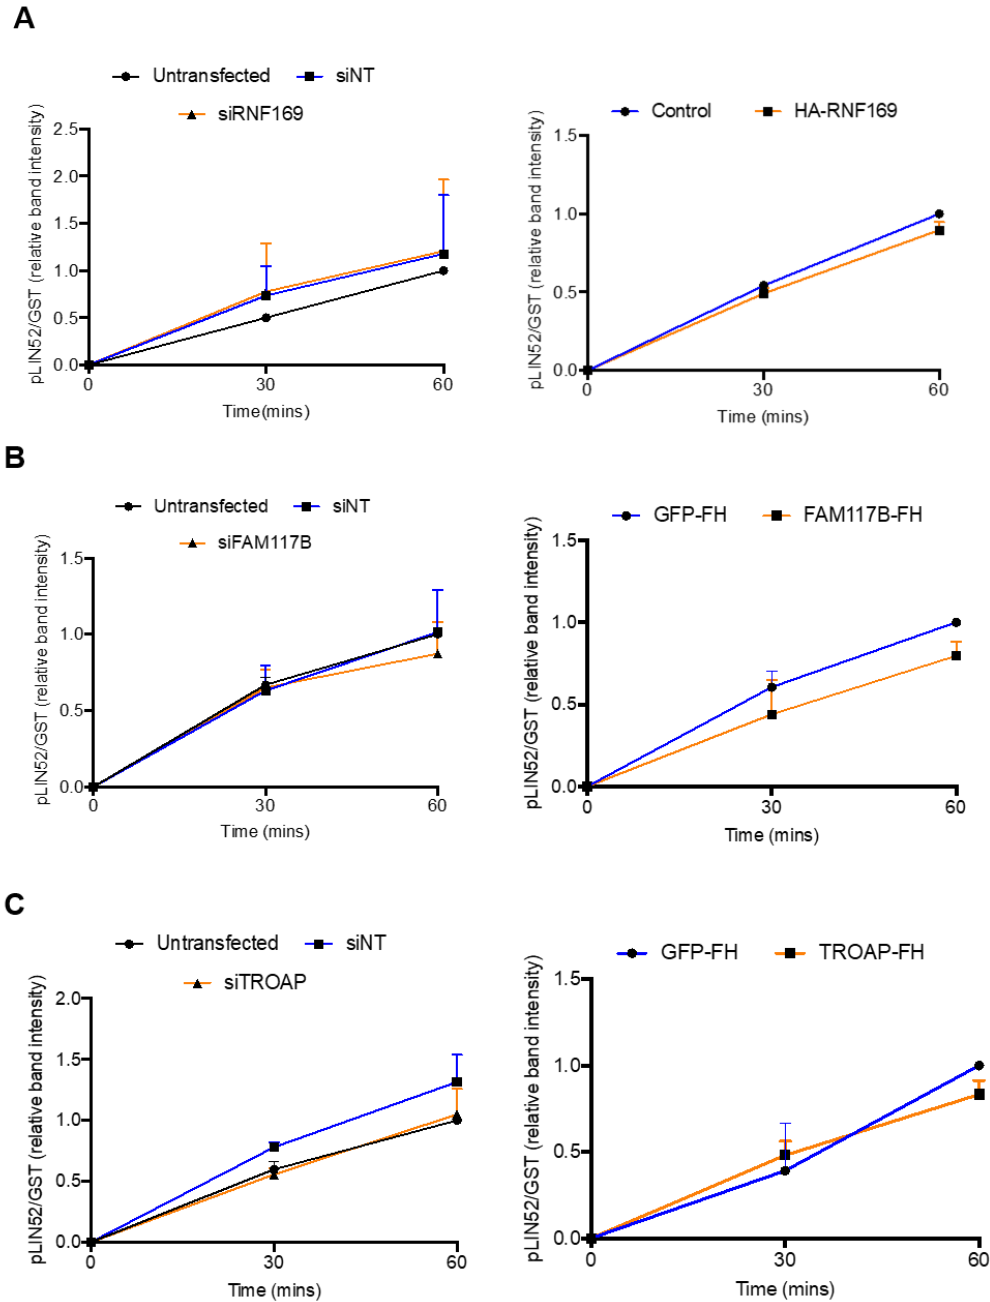 A
Untransfected siNT
siRNF169
pLIN52/GST (relative band intensity)
2.5
2.0
1.5
1.0
0.5
0.0
0 30 60
Time(mins)
Control HA-RNF169
pLIN52/GST (relative band intensity)
1.5
1.0
0.5
0.0
0 30 60
Time (mins)
B
Untransfected siNT
siFAM117B
pLIN52/GST (relative band intensity)
1.5
1.0
0.5
0.0
0 30 60
Time (mins)
GFP-FH FAM117B-FH
pLIN52/GST (relative band intensity)
1.5
1.0
0.5
0.0
0 30 60
Time (mins)
C
Untransfected siNT
siTROAP
pLIN52/GST (relative band intensity)
2.0
1.5
1.0
0.5
0.0
0 30 60
Time (mins)
GFP-FH TROAP-FH
pLIN52/GST (relative band intensity)
1.5
1.0
0.5
0.0
0 30 60
Time (mins)